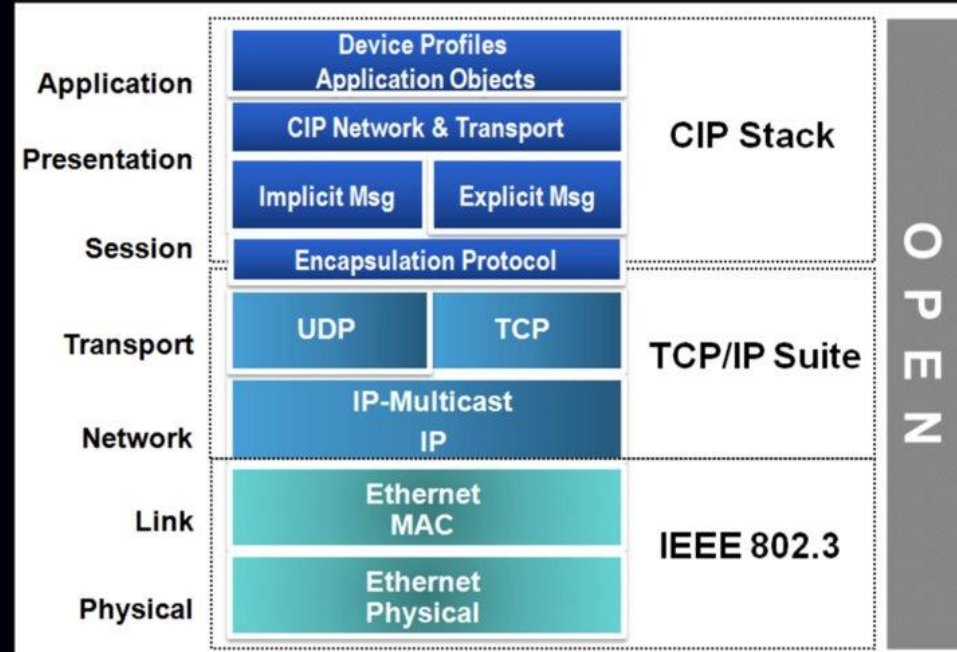 Application
Presentation
Session
Transport
Network
Link
Physical
Device Profiles
Application Objects
CIP Network & Transport
Implicit Msg
Explicit Msg
Encapsulation Protocol
UDP
TCP
IP-Multicast
IP
Ethernet
MAC
Ethernet
Physical
CIP Stack
TCP/IP Suite
IEEE 802.3
OPEN